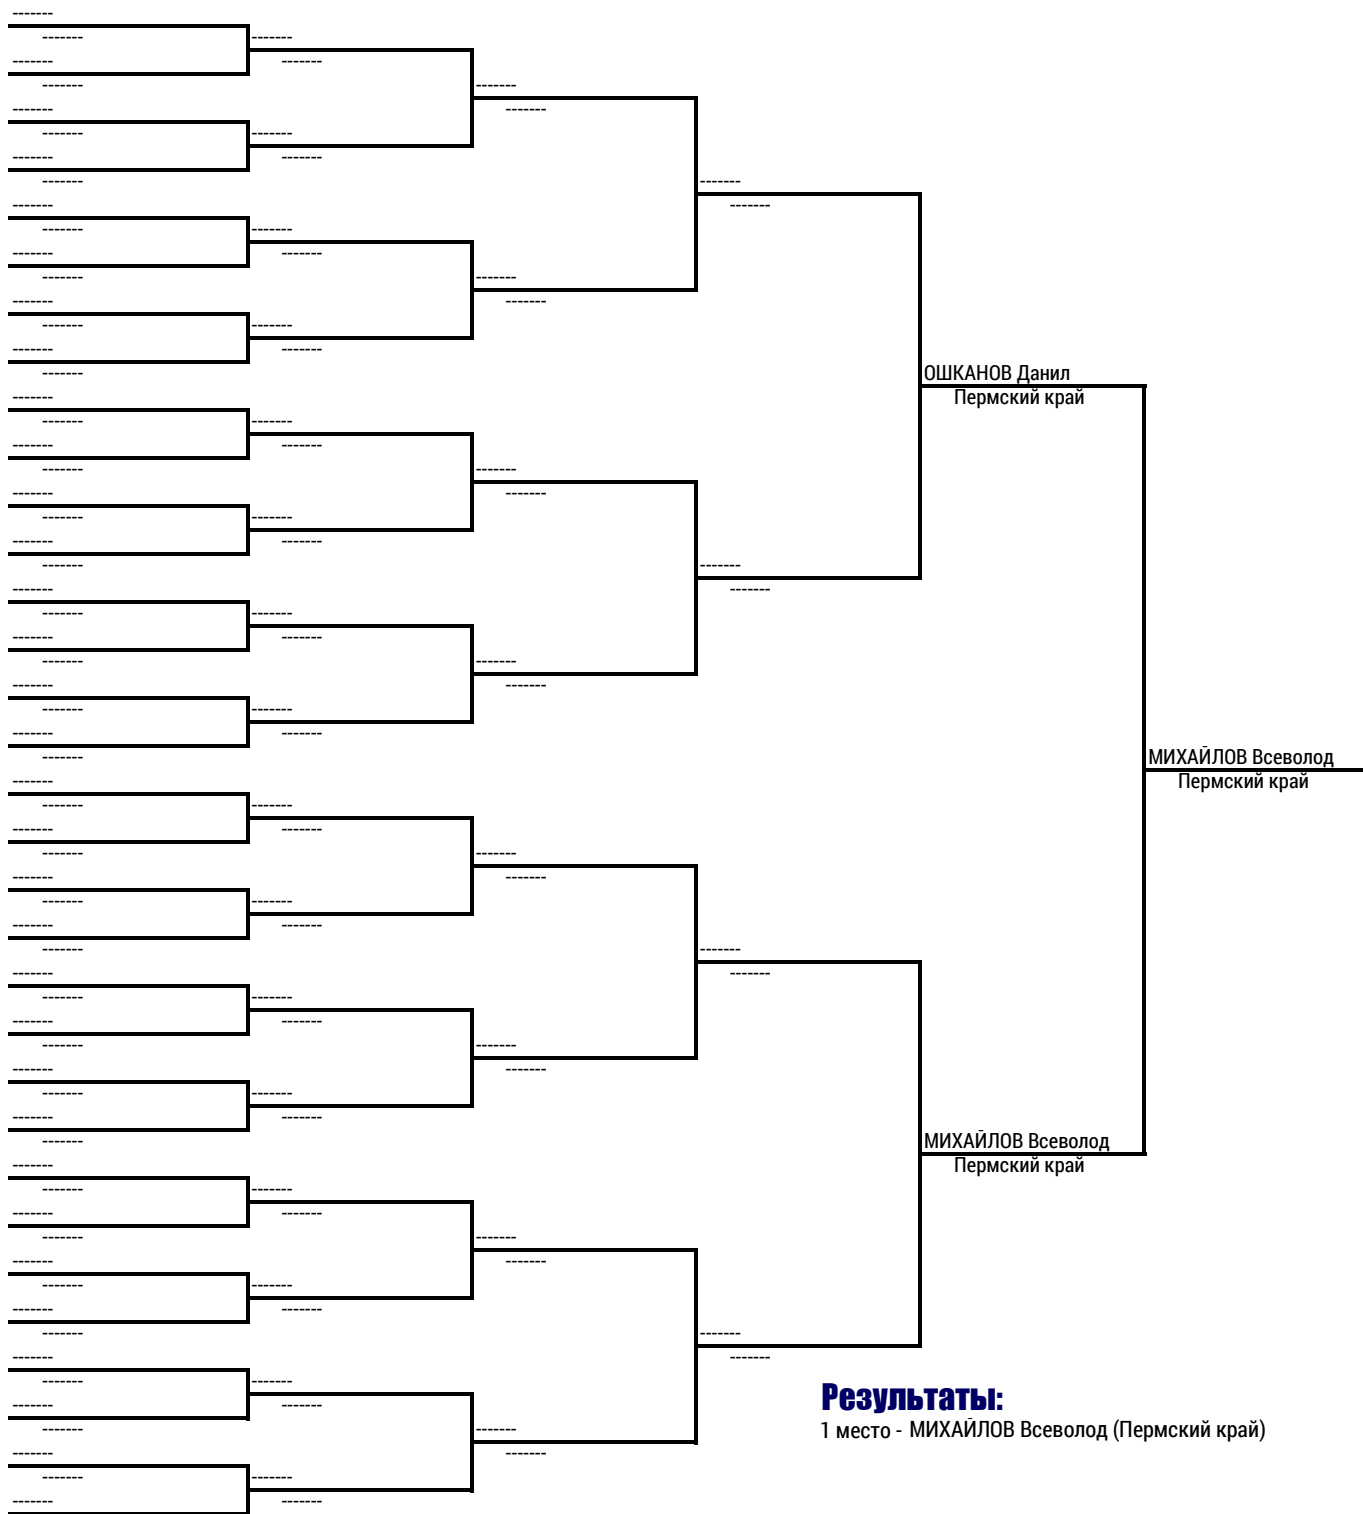 ОШКАНОВ Данил
Пермский край
МИХАЙЛОВ Всеволод
Пермский край
МИХАЙЛОВ Всеволод
Пермский край
Результаты:
1 место - МИХАЙЛОВ Всеволод (Пермский край)